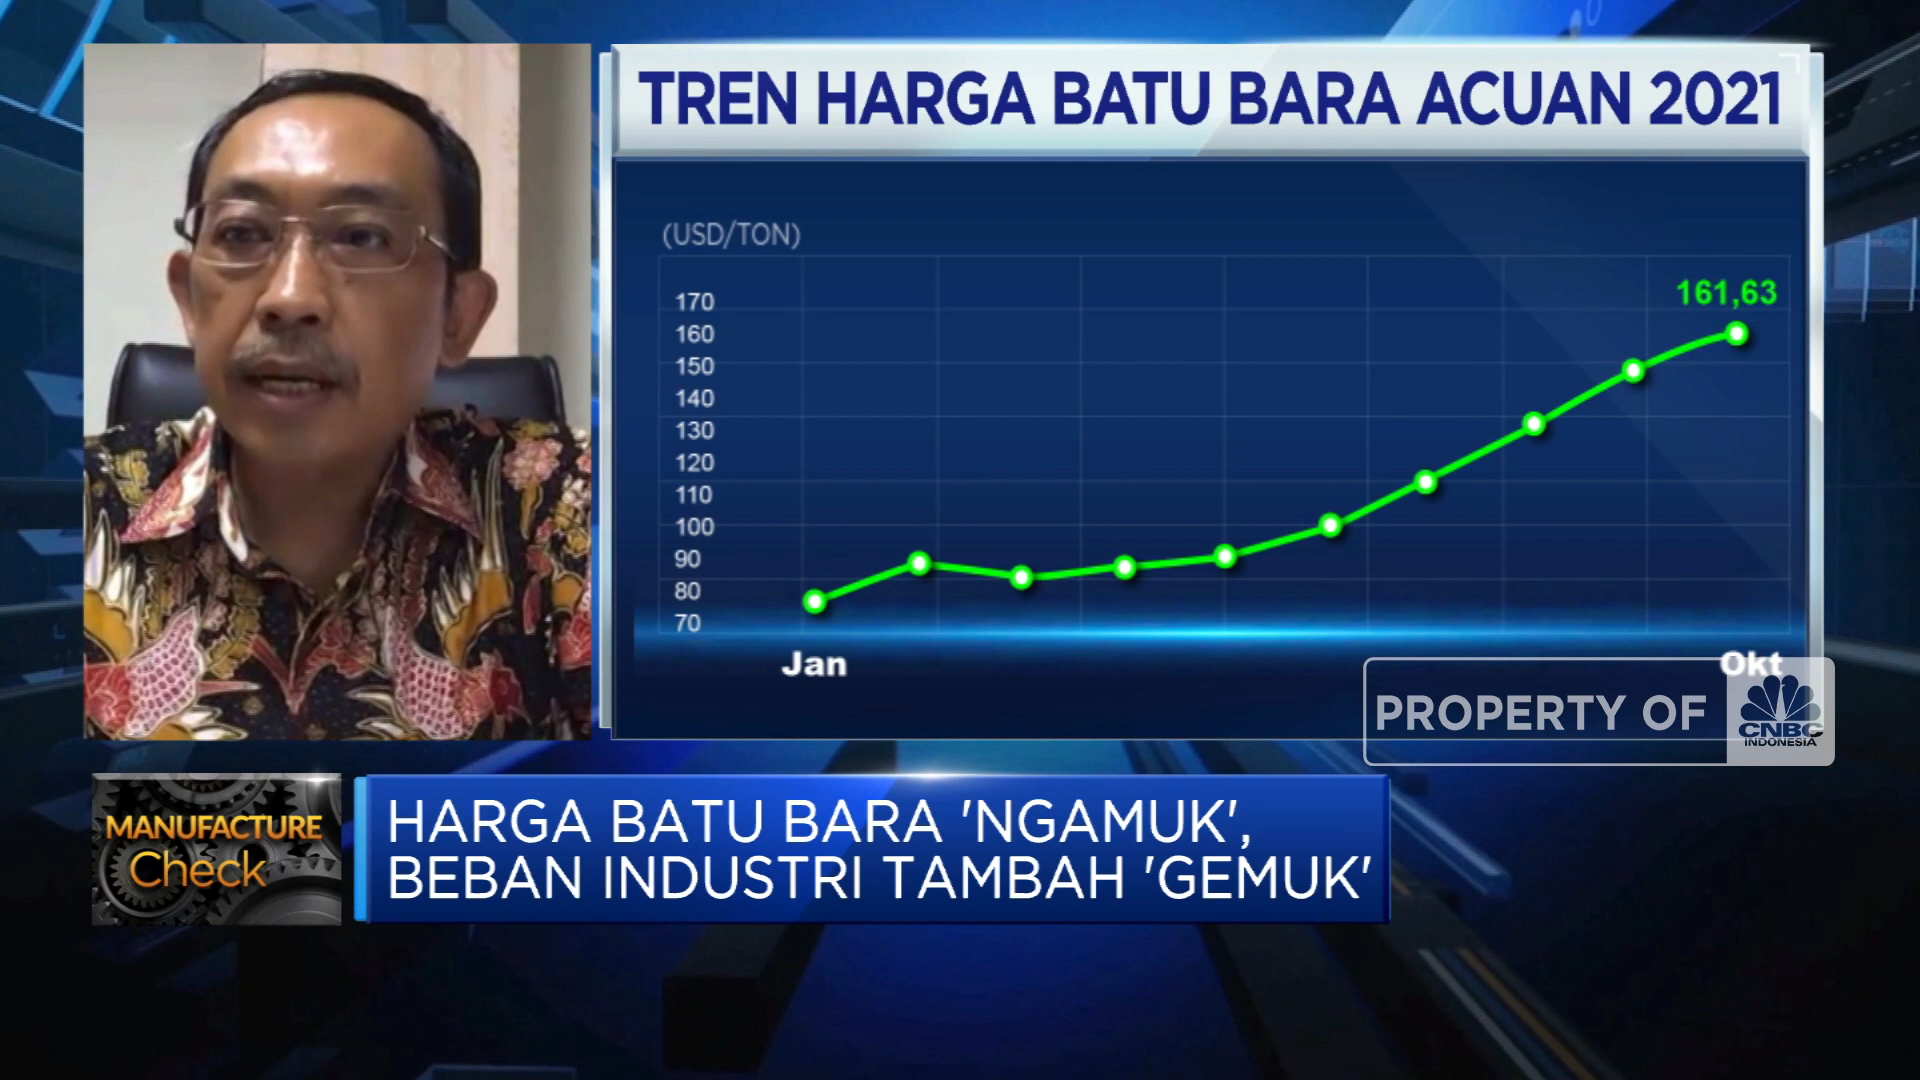 TREN HARGA BATU BARA ACUAN 2021
(USD/TON)
161,63
170
160
150
140
130
120
110
100
90
80
70
Jan
Okt
PROPERTY OF
CNBC
INDONESIA
MANUFACTURE
Check
HARGA BATU BARA 'NGAMUK',
BEBAN INDUSTRI TAMBAH 'GEMUK'